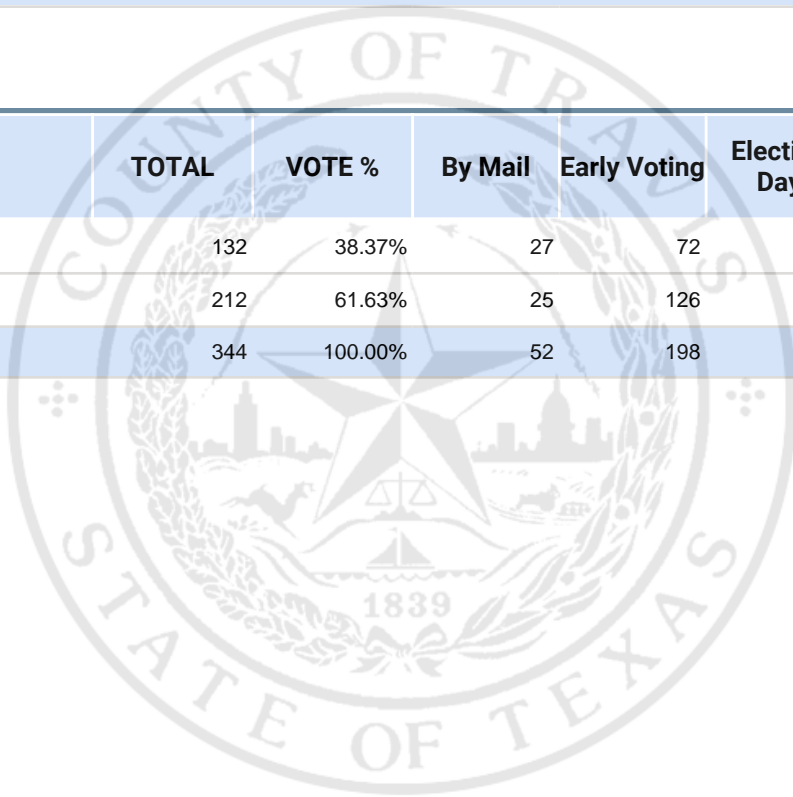 COUNTY OF TRAVIS
TOTAL VOTE % By Mail Early Voting
132 38.37% 27 72
212 61.63% 25 126
344 100.00% 52 198
1839
STATE OF TEXAS